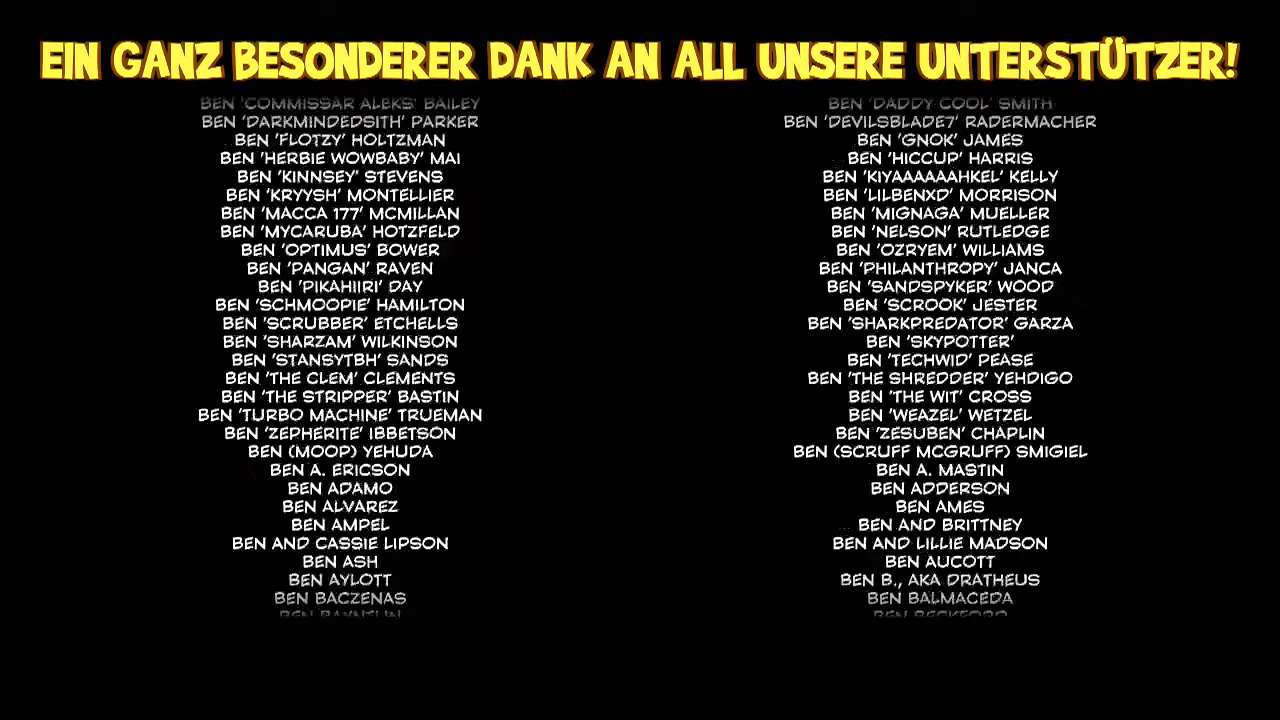 EIN GANZ BESONDERER DANK AN ALL UNSERE UNTERSTÜTZER!
BEN 'COMMISSAR ALEKS' BAILEY
BEN 'DADDY COOL' SMITH
BEN 'DARKMINDEDSITH' PARKER
BEN 'DEVILSBLADE7' RADERMACHER
BEN 'FLOTZY' HOLTZMAN
BEN 'GNOK' JAMES
BEN 'HERBIE WOWBABY' MAI
BEN 'HICCUP' HARRIS
BEN 'KINNSEY' STEVENS
BEN 'KIYAAAAAAHKEL' KELLY
BEN 'KRYYSH' MONTELLIER
BEN 'LILBENXD' MORRISON
BEN 'MACCA 177' MCMILLAN
BEN 'MIGNAGA' MUELLER
BEN 'MYCARUBA' HOTZFELD
BEN 'NELSON' RUTLEDGE
BEN 'OPTIMUS' BOWER
BEN 'OZRYEM' WILLIAMS
BEN 'PANGAN' RAVEN
BEN 'PHILANTHROPY' JANCA
BEN 'PIKAHIIRI' DAY
BEN 'SANDSPYKER' WOOD
BEN 'SCHMOOPIE' HAMILTON
BEN 'SCROOK' JESTER
BEN 'SCRUBBER' ETCHELLS
BEN 'SHARKPREDATOR' GARZA
BEN 'SHARZAM' WILKINSON
BEN 'SKYPOTTER'
BEN 'STANSYTBH' SANDS
BEN 'TECHWID' PEASE
BEN 'THE CLEM' CLEMENTS
BEN 'THE SHREDDER' YEHDIGO
BEN 'THE STRIPPER' BASTIN
BEN 'THE WIT' CROSS
BEN 'TURBO MACHINE' TRUEMAN
BEN 'WEAZEL' WETZEL
BEN 'ZEPHERITE' IBBETSON
BEN 'ZESUBEN' CHAPLIN
BEN (MOOP) YEHUDA
BEN (SCRUFF MCGRUFF) SMIGIEL
BEN A. ERICSON
BEN A. MASTIN
BEN ADAMO
BEN ADDERSON
BEN ALVAREZ
BEN AMES
BEN AMPEL
BEN AND BRITTNEY
BEN AND CASSIE LIPSON
BEN AND LILLIE MADSON
BEN ASH
BEN AUCOTT
BEN AYLOTT
BEN B., AKA DRATHEUS
BEN BACZENAS
BEN BALMACEDA
BEN
BEN BECKFORD